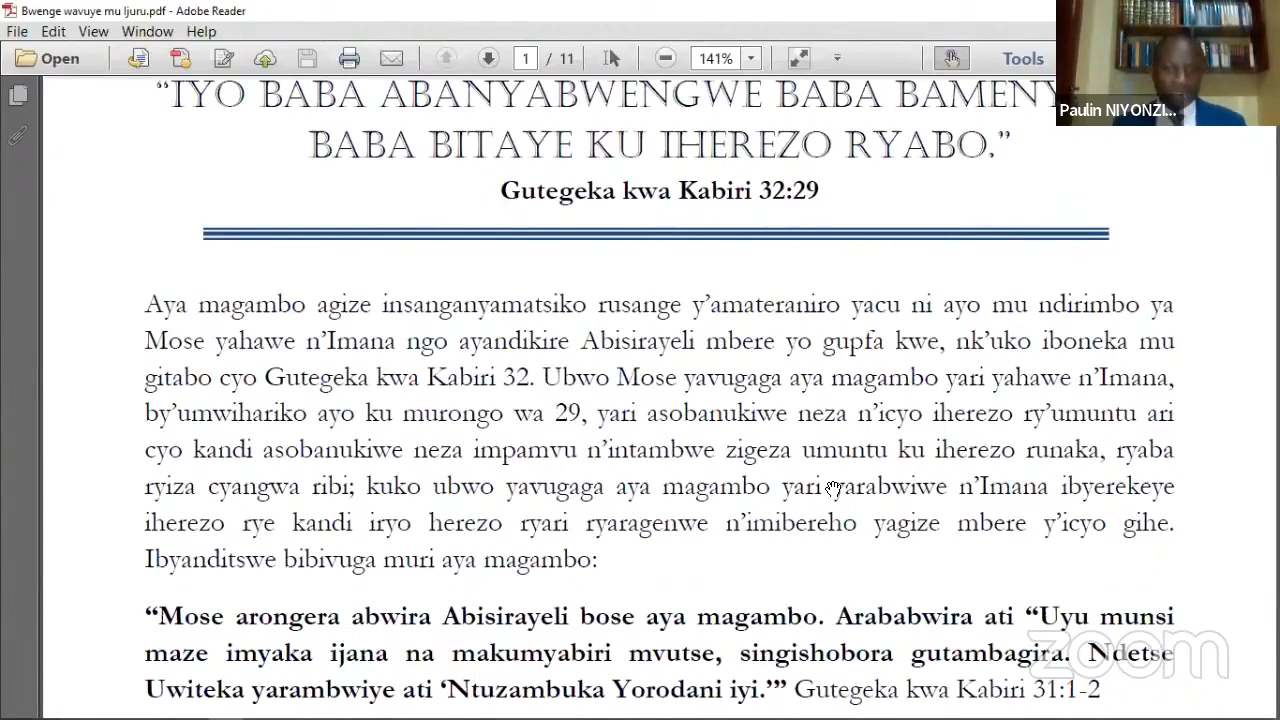 Bwenge wavuye mu Ijuru.pdf - Adobe Reader
File Edit View Window Help
Open 1 / 11 141% Tools
Paulin NIYONZI...
“IYO BABA ABANYABWENGWE BABA
BABA BITAYE KU IHEREZO RYABO.”
Gutegeka kwa Kabiri 32:29
Aya magambo agize insanganyamatsiko rusange y’amateraniro yacu ni ayo mu ndirimbo ya
Mose yahawe n’Imana ngo ayandikire Abisirayeli mbere yo gupfa kwe, nk’uko iboneka mu
gitabo cyo Gutegeka kwa Kabiri 32. Ubwo Mose yavugaga aya magambo yari yahawe n’Imana,
by’umwihariko ayo ku murongo wa 29, yari asobanukiwe neza n’icyo iherezo ry’umuntu ari
cyo kandi asobanukiwe neza impamvu n’intambwe zigeza umuntu ku iherezo runaka, ryaba
ryiza cyangwa ribi; kuko ubwo yavugaga aya magambo yari yarabwiwe n’Imana ibyerekeye
iherezo rye kandi iryo herezo ryari ryaragenwe n’imibereho yagize mbere y’icyo gihe.
Ibyanditswe bibivuga muri aya magambo:
“Mose arongera abwira Abisirayeli bose aya magambo. Arababwira ati “Uyu munsi
maze imyaka ijana na makumyabiri mvutse, singishobora gutambagira. Ndetse
Uwiteka yarambwiye ati ‘Ntuzambuka Yorodani iyi.’” Gutegeka kwa Kabiri 31:1-2
zoom